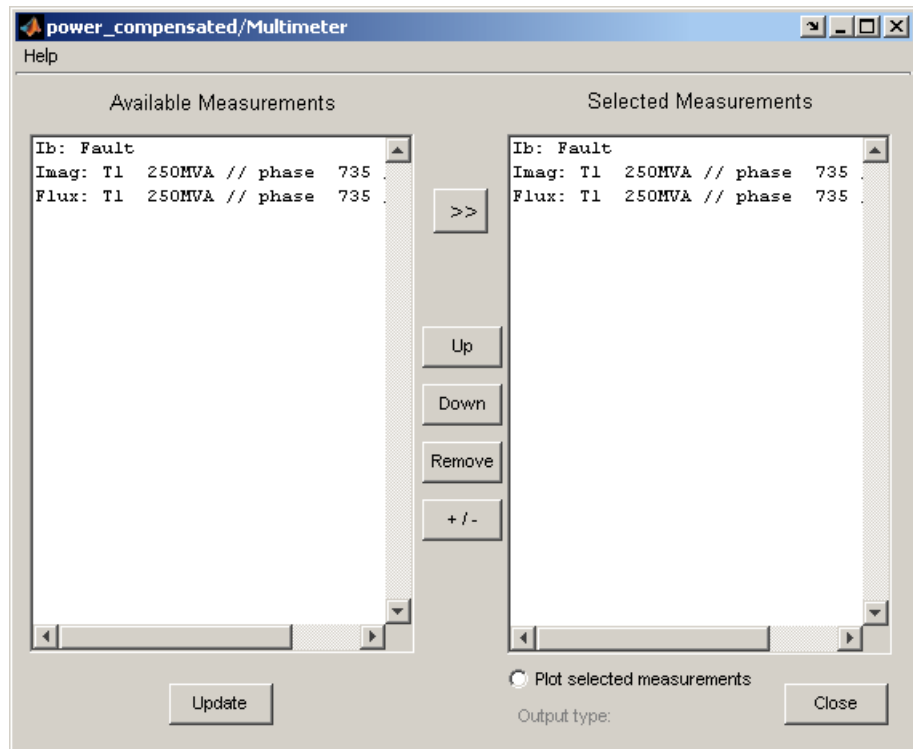 power_compensated/Multimeter
Help
Available Measurements
Selected Measurements
Ib: Fault
Imag: T1 250MVA // phase 735
Flux: T1 250MVA // phase 735
Ib: Fault
Imag: T1 250MVA // phase 735
Flux: T1 250MVA // phase 735
>>
Up
Down
Remove
+ / -
Plot selected measurements
Update
Output type:
Close